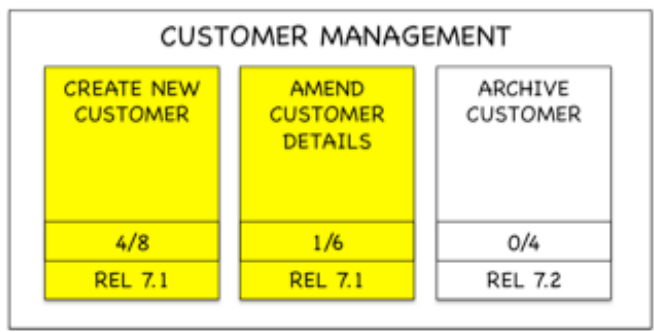 CUSTOMER MANAGEMENT
CREATE NEW
CUSTOMER
4/8
REL 7.1
AMEND
CUSTOMER
DETAILS
1/6
REL 7.1
ARCHIVE
CUSTOMER
0/4
REL 7.2